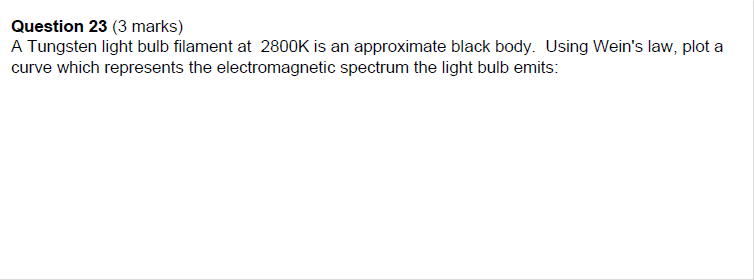 Question 23 (3 marks)
A Tungsten light bulb filament at  2800K is an approximate black body.  Using Wein's law, plot a
curve which represents the electromagnetic spectrum the light bulb emits: